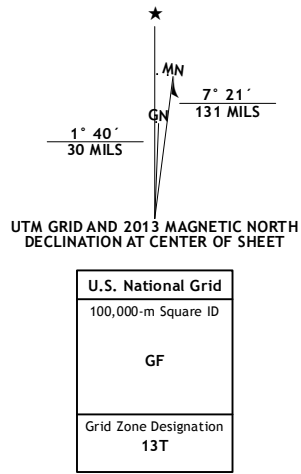 ★
MN
GN
7° 21´
131 MILS
1° 40´
30 MILS
UTM GRID AND 2013 MAGNETIC NORTH
DECLINATION AT CENTER OF SHEET
U.S. National Grid
100,000-m Square ID
GF
Grid Zone Designation
13T